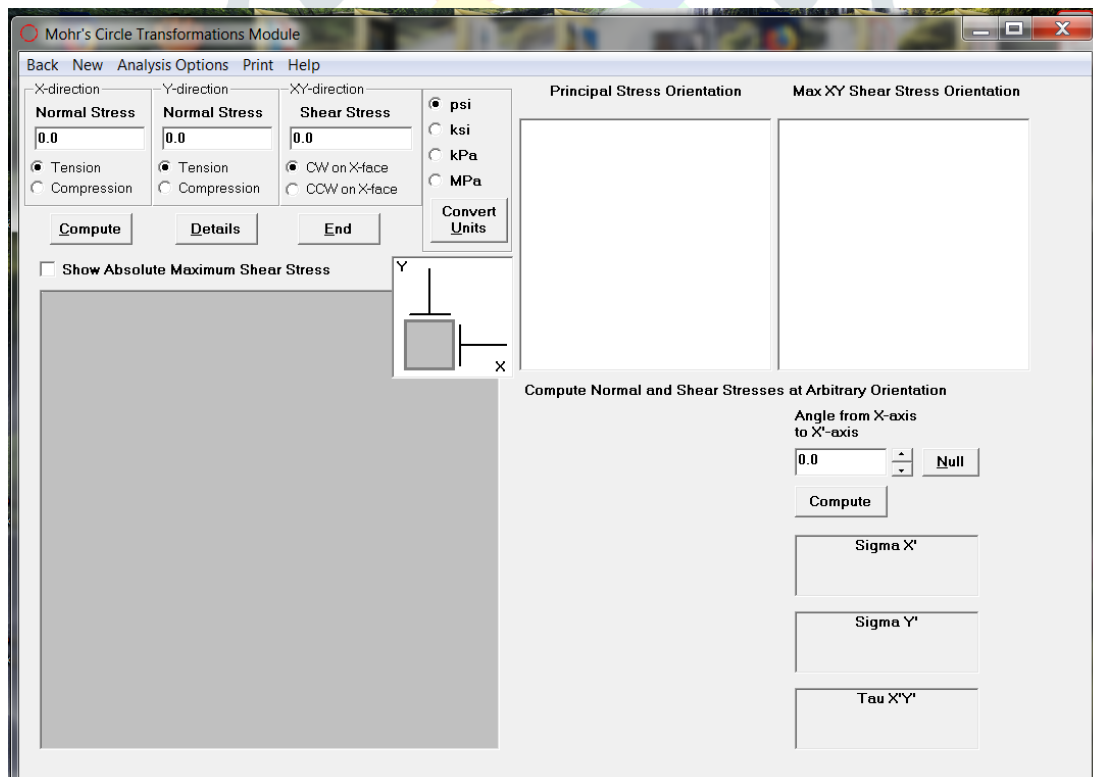 Mohr's Circle Transformations Module
Back New Analysis Options Print Help
X-direction
Normal Stress
0.0
Tension
Compression
Y-direction
Normal Stress
0.0
Tension
Compression
XY-direction
Shear Stress
0.0
CW on X-face
CCW on X-face
psi
ksi
kPa
MPa
Convert
Units
Compute
Details
End
Show Absolute Maximum Shear Stress
Y
X
Principal Stress Orientation
Max XY Shear Stress Orientation
Compute Normal and Shear Stresses at Arbitrary Orientation
Angle from X-axis
to X'-axis
0.0
Null
Compute
Sigma X'
Sigma Y'
Tau X'Y'